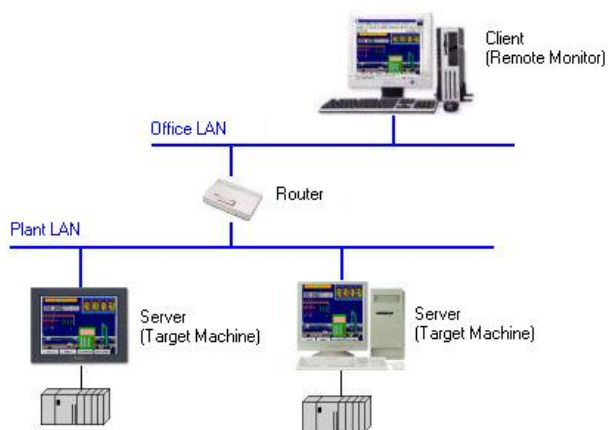 Client
(Remote Monitor)
Office LAN
Router
Plant LAN
Server
(Target Machine)
Server
(Target Machine)